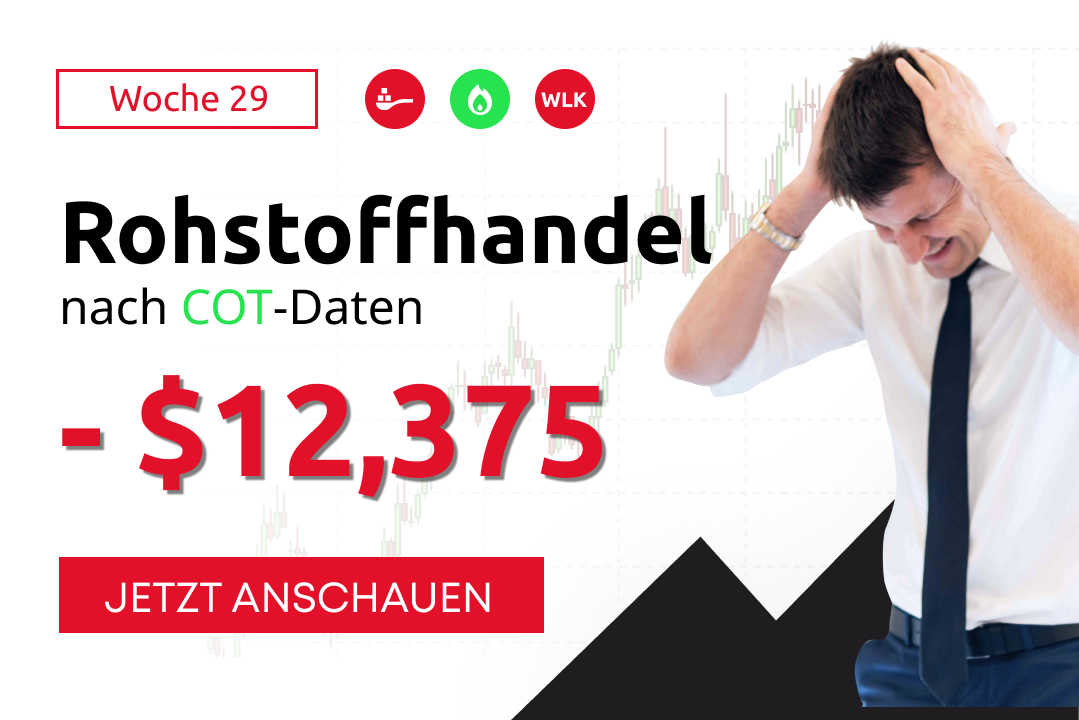 Woche 29
WLK
Rohstoffhandel
nach COT-Daten
- $12,375
JETZT ANSCHAUEN